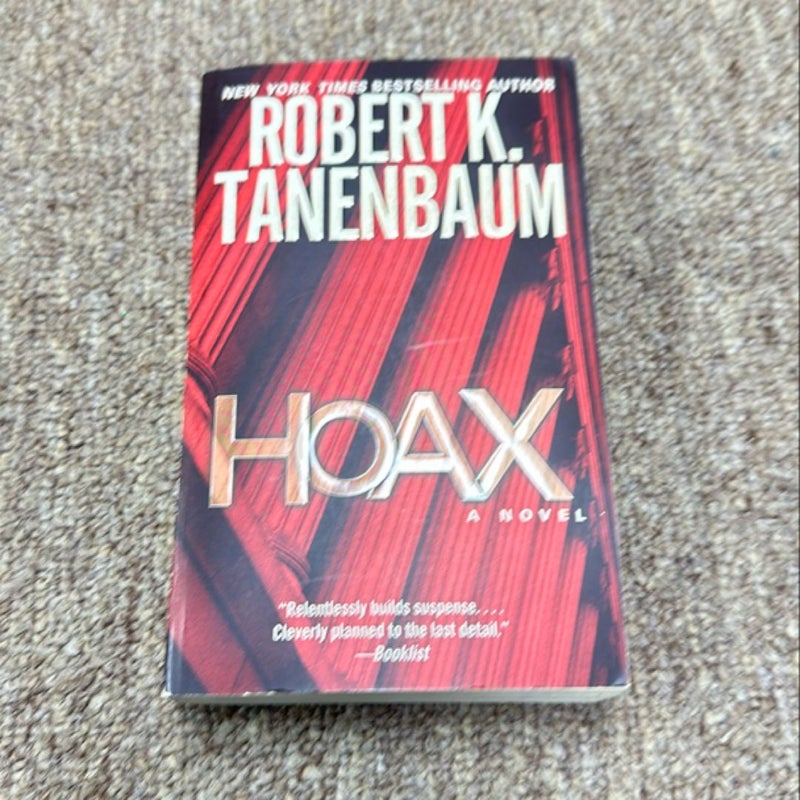 NEW YORK TIMES BESTSELLING AUTHOR
ROBERT K.
TANENBAUM
HOAX
A NOVEL
“Relentlessly builds suspense....
Cleverly planned to the last detail.”
—Booklist